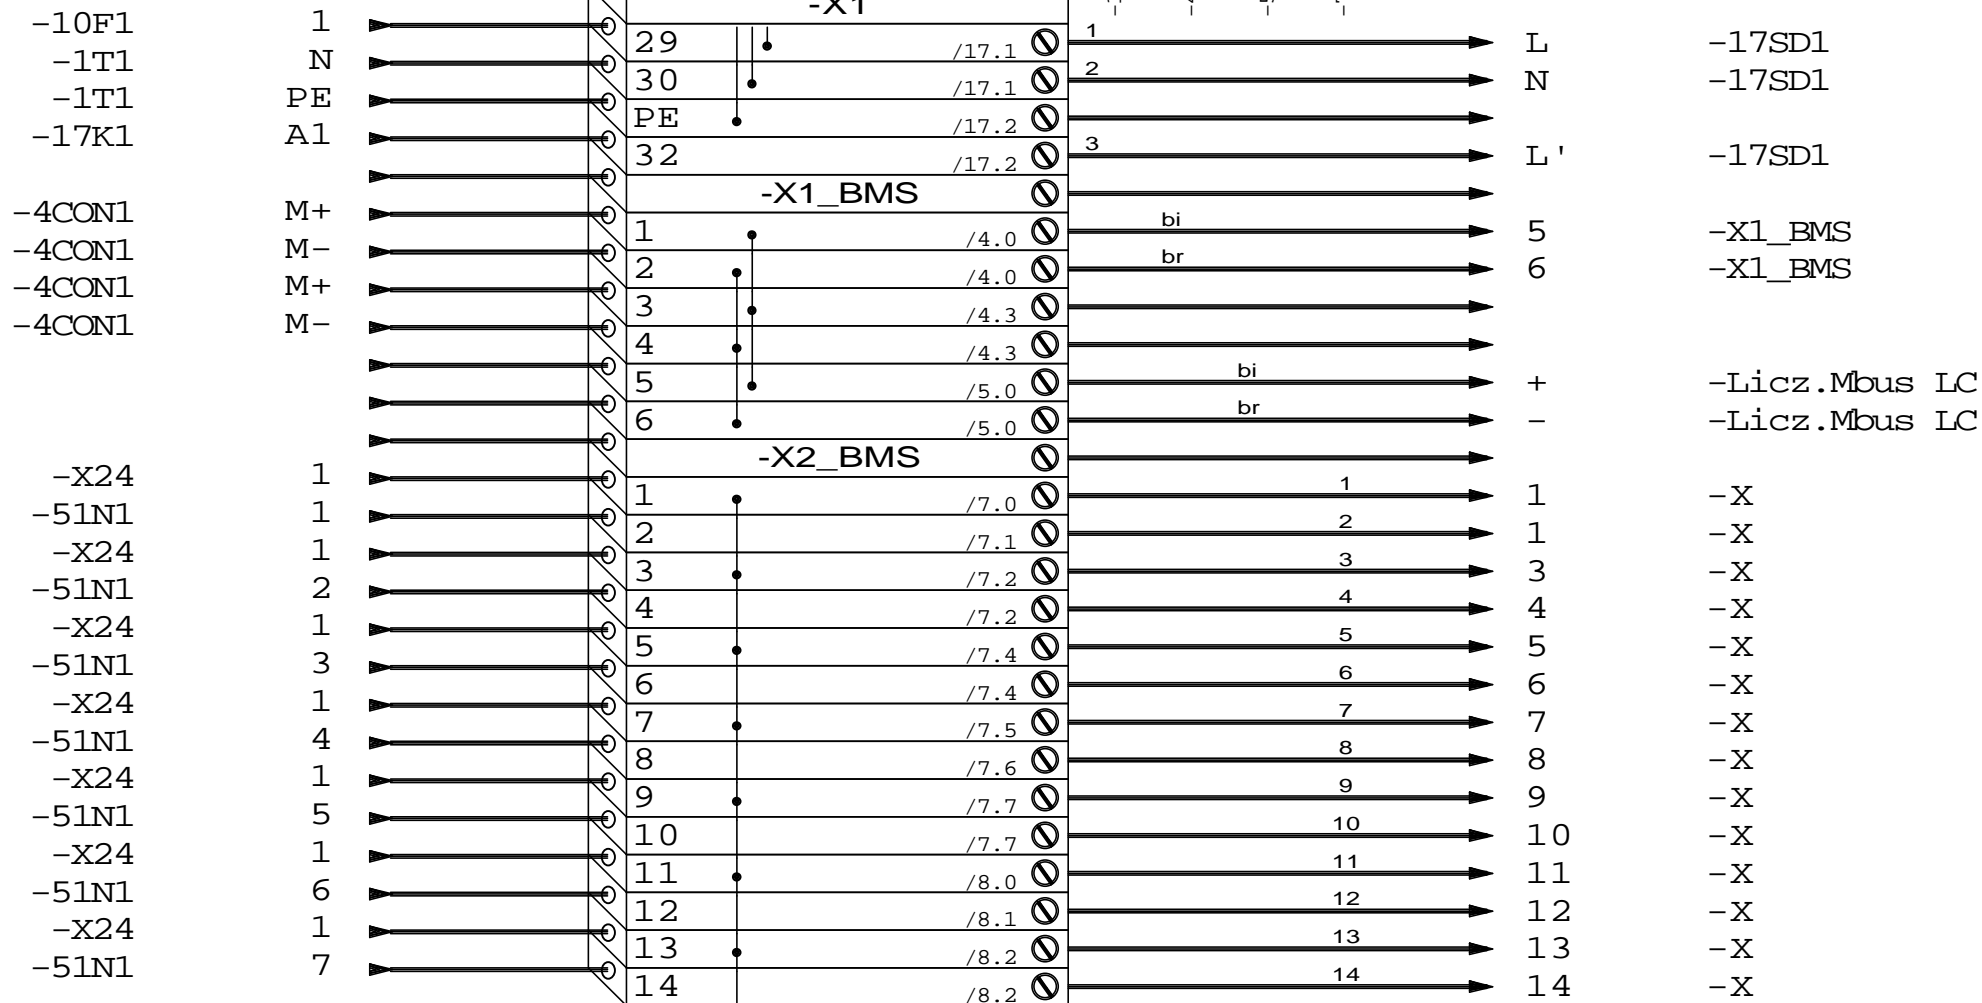 -X1
-10F1 1 29 /17.1 1 L -17SD1
-1T1 N 30 /17.1 2 N -17SD1
-1T1 PE PE /17.2
-17K1 A1 32 /17.2 3 L' -17SD1
-X1_BMS
-4CON1 M+ 1 /4.0 bi 5 -X1_BMS
-4CON1 M- 2 /4.0 br 6 -X1_BMS
-4CON1 M+ 3 /4.3
-4CON1 M- 4 /4.3
5 /5.0 bi + -Licz.Mbus LC
6 /5.0 br - -Licz.Mbus LC
-X2_BMS
-X24 1 1 /7.0 1 1 -X
-51N1 1 2 /7.1 2 1 -X
-X24 1 3 /7.2 3 3 -X
-51N1 2 4 /7.2 4 4 -X
-X24 1 5 /7.4 5 5 -X
-51N1 3 6 /7.4 6 6 -X
-X24 1 7 /7.5 7 7 -X
-51N1 4 8 /7.6 8 8 -X
-X24 1 9 /7.7 9 9 -X
-51N1 5 10 /7.7 10 10 -X
-X24 1 11 /8.0 11 11 -X
-51N1 6 12 /8.1 12 12 -X
-X24 1 13 /8.2 13 13 -X
-51N1 7 14 /8.2 14 14 -X